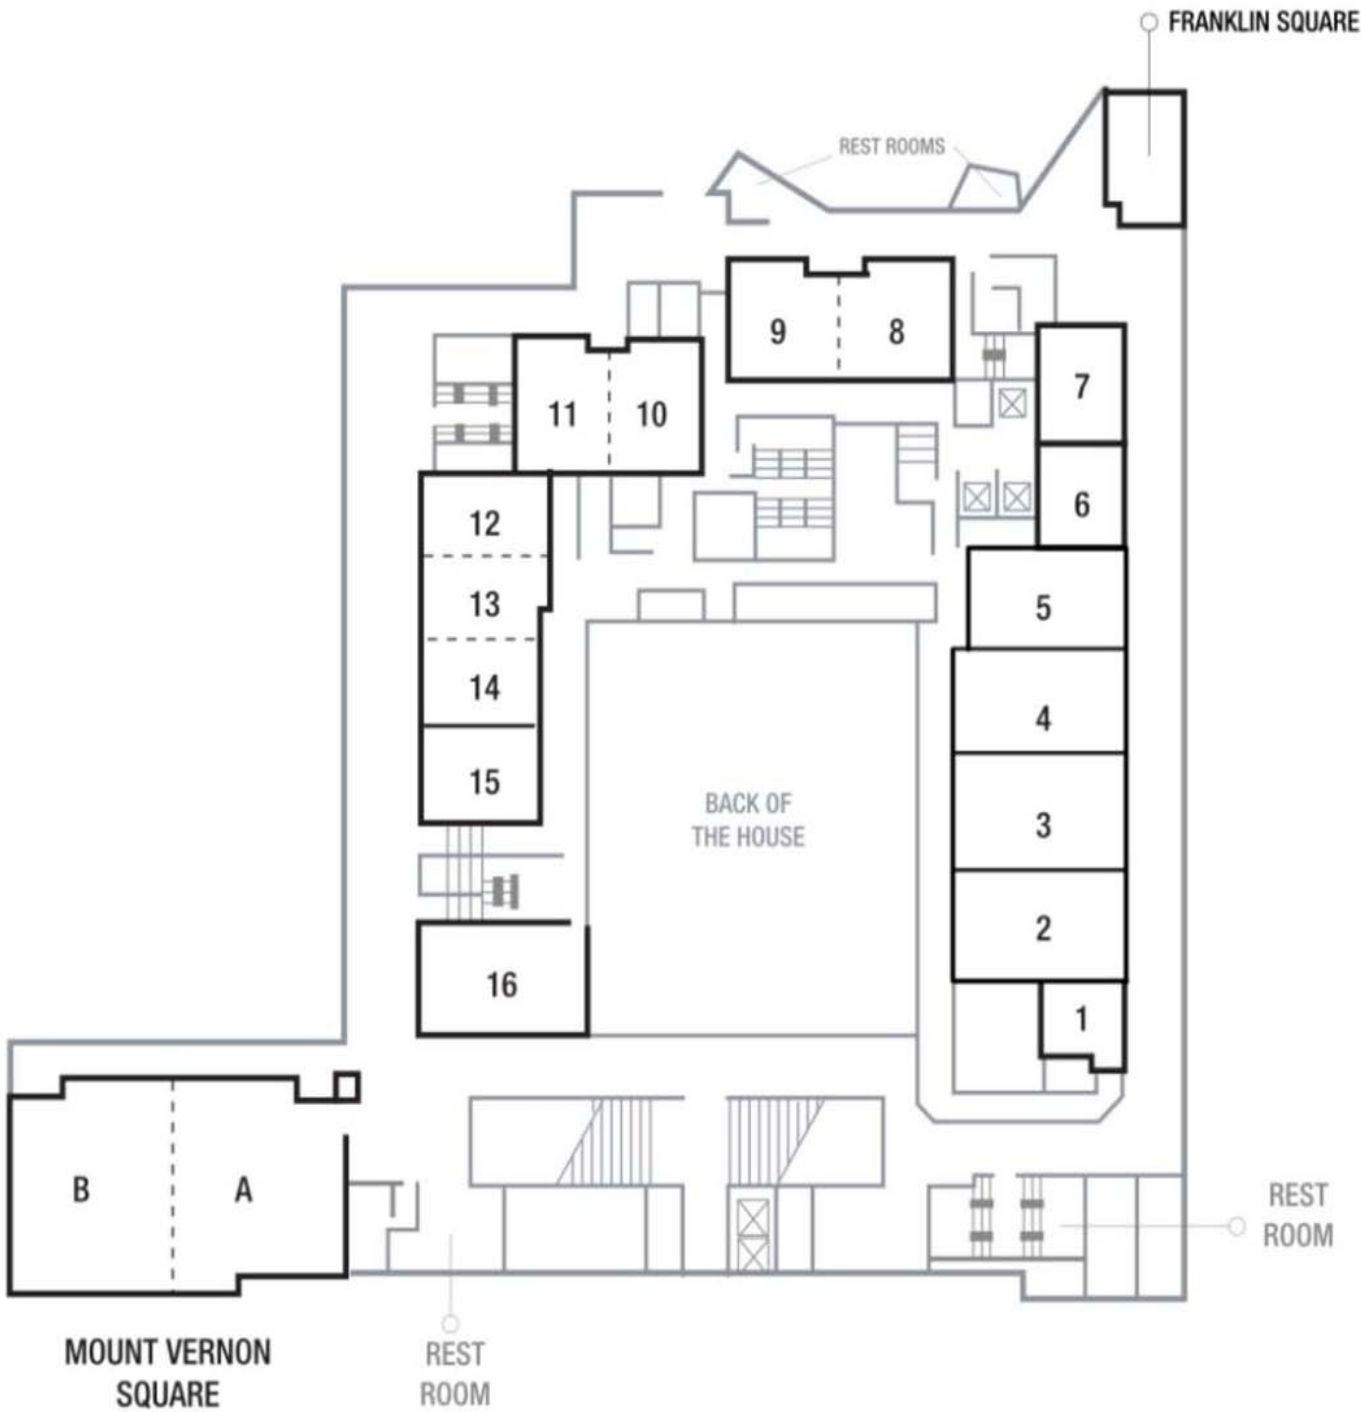 FRANKLIN SQUARE
REST ROOMS
9
8
7
11
10
6
12
13
5
14
4
15
BACK OF
THE HOUSE
3
2
16
1
B
A
REST
ROOM
MOUNT VERNON
SQUARE
REST
ROOM